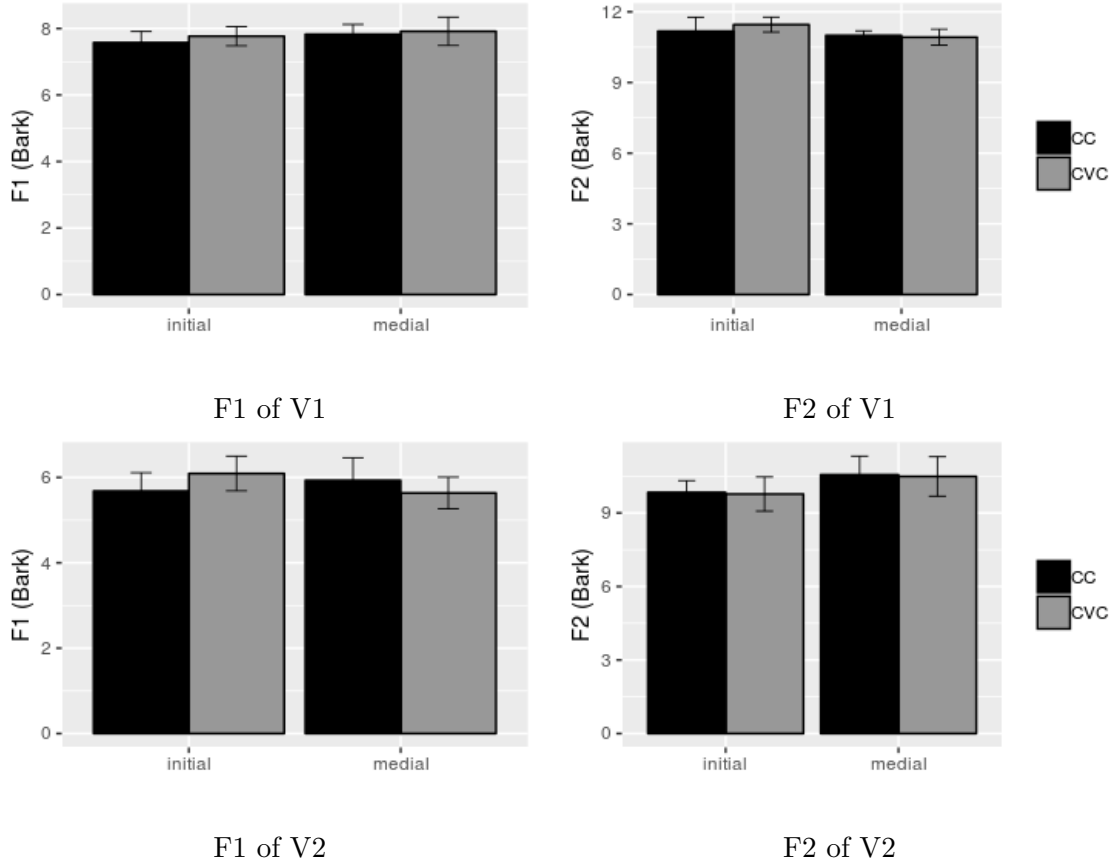 F1 (Bark)
8
6
4
2
0
initial medial
F1 of V1
F2 (Bark)
12
9
6
3
0
initial medial
CC
CVC
F2 of V1
F1 (Bark)
6
4
2
0
initial medial
F1 of V2
F2 (Bark)
9
6
3
0
initial medial
CC
CVC
F2 of V2